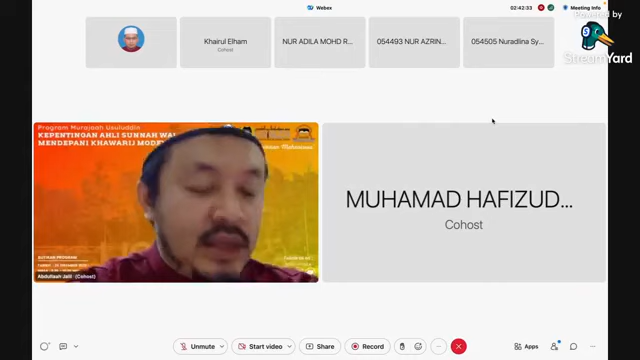 Webex
02:42:33
Meeting Info
Powered by
StreamYard
Khairul Elham
Cohost
NUR ADILA MOHD R...
054493 NUR AZRIN...
054505 Nuradlina Sy...
Program Murajaah Usuluddin
KEPENTINGAN AHLI SUNNAH WA
MENDEPANI KHAWARIJ MODE
Abdullaah Jalil (Cohost)
MUHAMAD HAFIZUD...
Cohost
Unmute
Start video
Share
Record
Apps